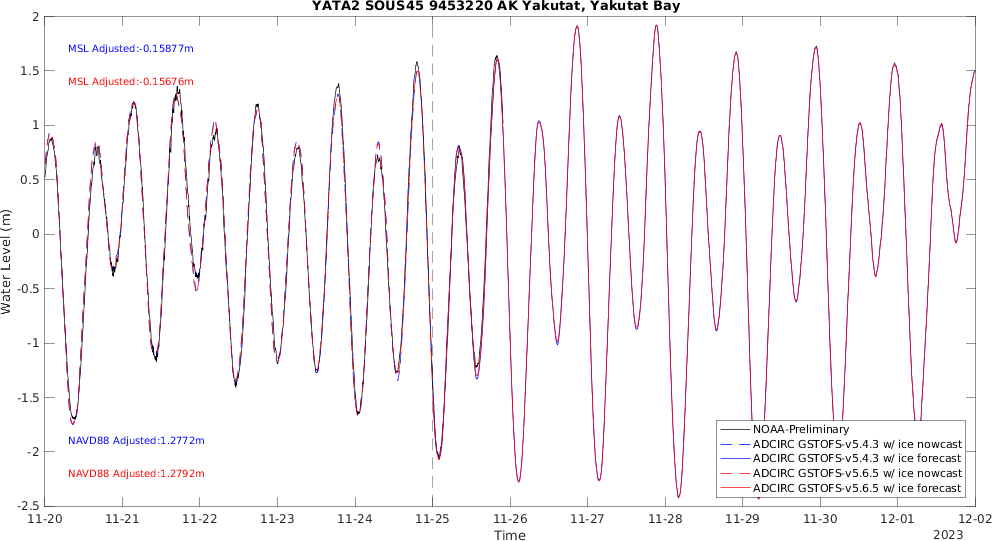 YATA2 SOUS45 9453220 AK Yakutat, Yakutat Bay
2
1.5
1
0.5
0
-0.5
-1
-1.5
-2
-2.5
Water Level (m)
MSL Adjusted:-0.15877m
MSL Adjusted:-0.15676m
NAVD88 Adjusted:1.2772m
NAVD88 Adjusted:1.2792m
NOAA-Preliminary
ADCIRC GSTOFS-v5.4.3 w/ ice nowcast
ADCIRC GSTOFS-v5.4.3 w/ ice forecast
ADCIRC GSTOFS-v5.6.5 w/ ice nowcast
ADCIRC GSTOFS-v5.6.5 w/ ice forecast
11-20 11-21 11-22 11-23 11-24 11-25 11-26 11-27 11-28 11-29 11-30 12-01 12-02
Time
2023